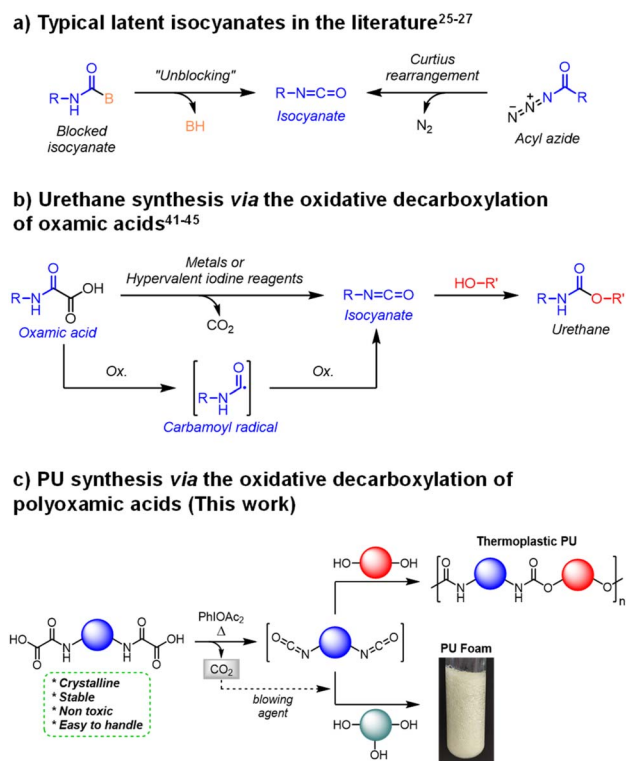 a) Typical latent isocyanates in the literature25-27
O
R
N
H
B
Blocked
isocyanate
"Unblocking"
BH
R–N=C=O
Isocyanate
Curtius
rearrangement
N2
O
N
+
N
−
N
R
Acyl azide
b) Urethane synthesis via the oxidative decarboxylation
of oxamic acids41-45
O
R
N
H
OH
O
Oxamic acid
Metals or
Hypervalent iodine reagents
CO2
R–N=C=O
Isocyanate
HO–R'
O
R
N
H
O
R'
Urethane
Ox.
O
R
N
H
Carbamoyl radical
Ox.
c) PU synthesis via the oxidative decarboxylation of
polyoxamic acids (This work)
HO
O
O
H
N
N
H
O
OH
O
* Crystalline
* Stable
* Non toxic
* Easy to handle
PhIOAc2
Δ
CO2
O=C=N
N=C=O
blowing
agent
HO
OH
Thermoplastic PU
O
N
H
N
H
O
O
O
n
HO
OH
OH
PU Foam